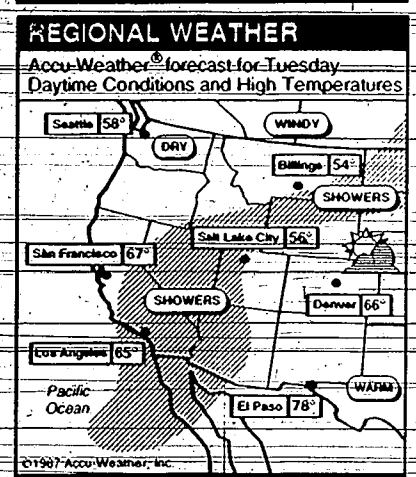 REGIONAL WEATHER
Accu-Weather® forecast for Tuesday
Daytime Conditions and High Temperatures
WINDY
Seattle 58°
DRY
Billings 54°
SHOWERS
Salt Lake City 56°
San Francisco 67°
SHOWERS
Denver 66°
Los Angeles 65°
WARM
Pacific
Ocean
El Paso 78°
©1987 Accu-Weather, Inc.